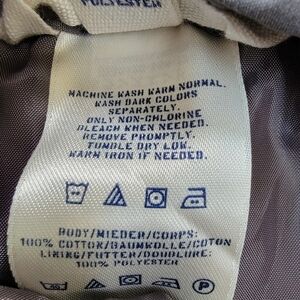 POLYESTER
MACHINE WASH WARM NORMAL.
WASH DARK COLORS
SEPARATELY.
ONLY NON-CHLORINE
BLEACH WHEN NEEDED.
REMOVE PROMPTLY.
TUMBLE DRY LOW.
WARM IRON IF NEEDED.
BODY/MIEDER/CORPS:
100% COTTON/BAUMWOLLE/COTON
LINING/FUTTER/DOUBLURE:
100% POLYESTER
P